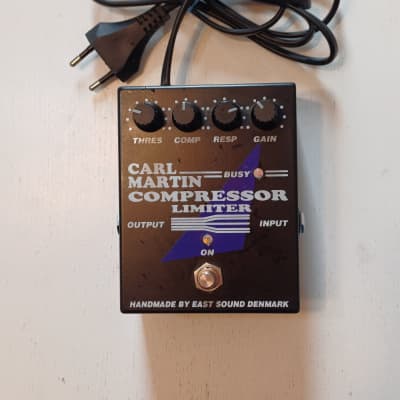 THRES COMP RESP GAIN
CARL
MARTIN
BUSY
COMPRESSOR
LIMITER
OUTPUT INPUT
ON
HANDMADE BY EAST SOUND DENMARK